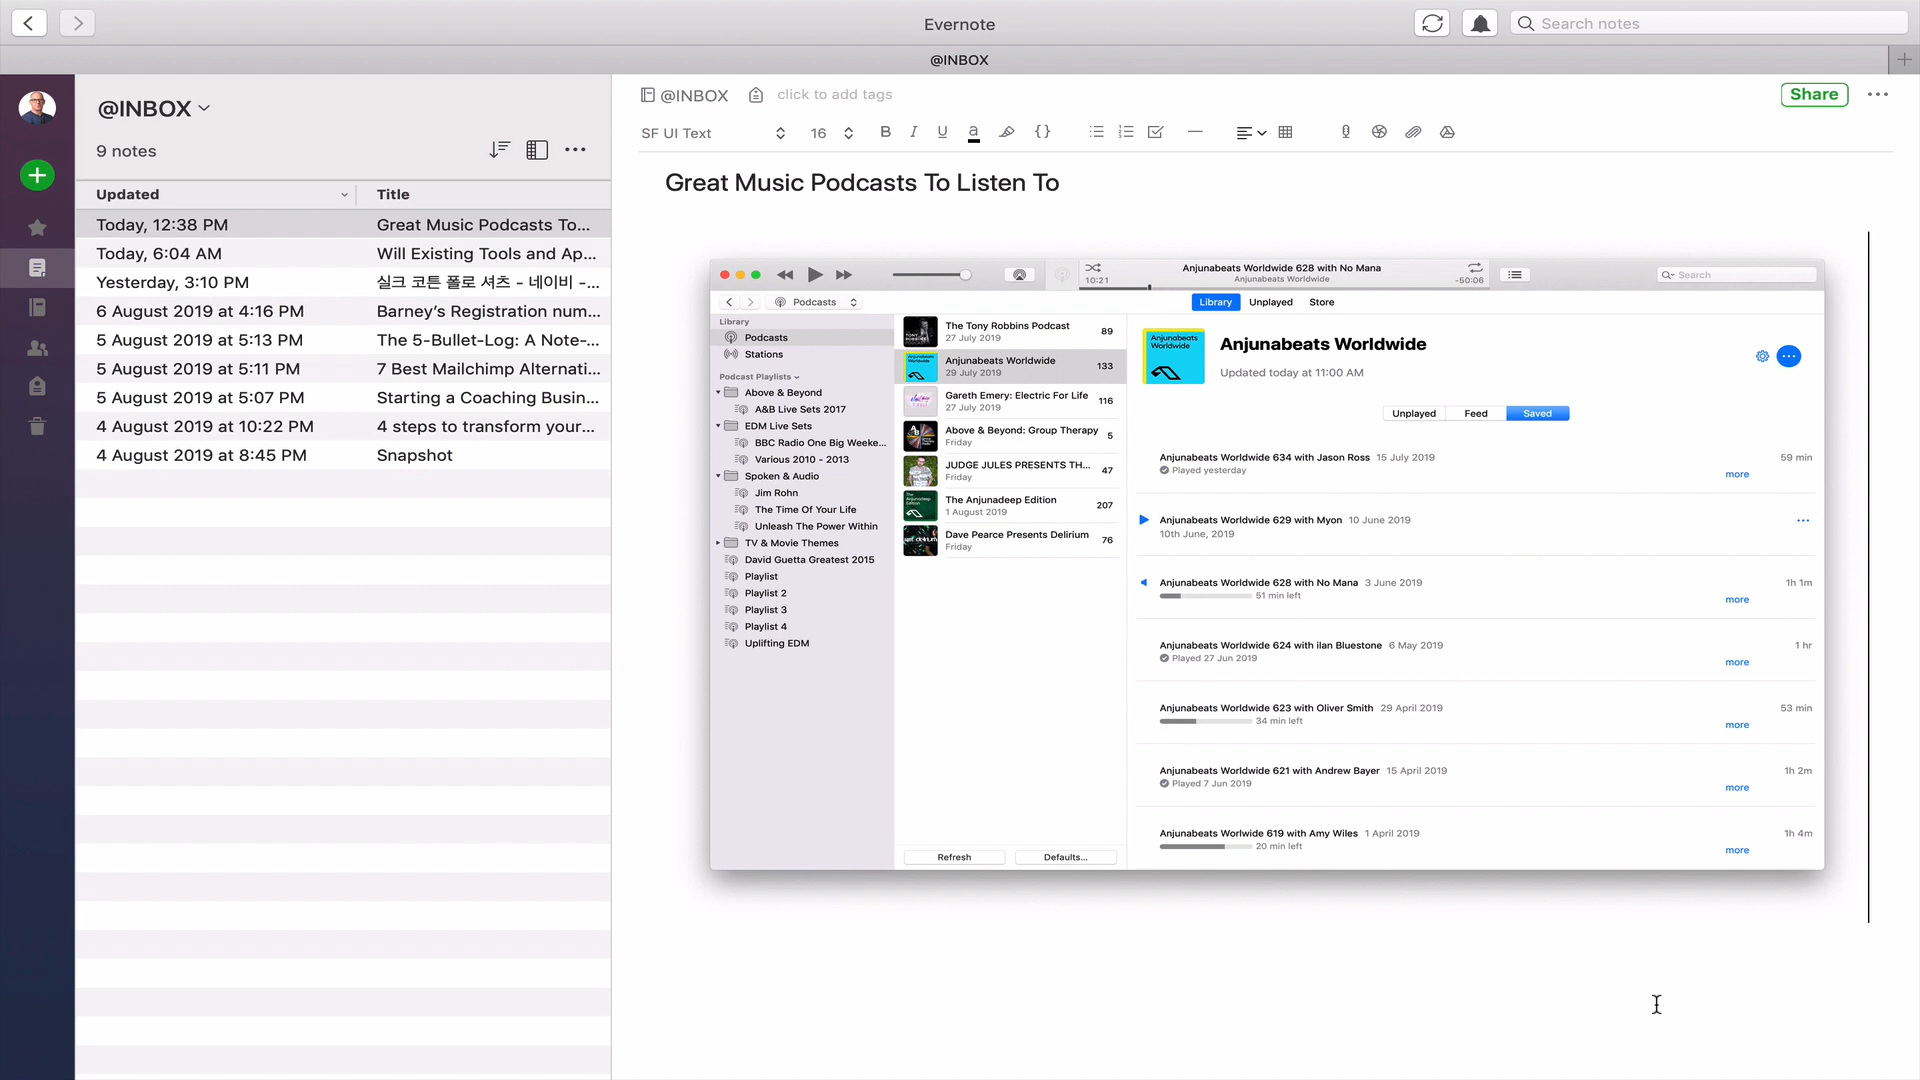 Evernote
Search notes
@INBOX
@INBOX
9 notes
Updated Title
Today, 12:38 PM Great Music Podcasts To...
Today, 6:04 AM Will Existing Tools and Ap...
Yesterday, 3:10 PM 실크 코튼 폴로 셔츠 - 네이비 -...
6 August 2019 at 4:16 PM Barney's Registration num...
5 August 2019 at 5:13 PM The 5-Bullet-Log: A Note-...
5 August 2019 at 5:11 PM 7 Best Mailchimp Alternati...
5 August 2019 at 5:07 PM Starting a Coaching Busin...
4 August 2019 at 10:22 PM 4 steps to transform your...
4 August 2019 at 8:45 PM Snapshot
@INBOX click to add tags
Share
SF UI Text 16 B I U a {}
Great Music Podcasts To Listen To
Anjunabeats Worldwide 628 with No Mana
Anjunabeats Worldwide
10:21 -50:06
Search
Podcasts
Library Unplayed Store
Library
Podcasts
Stations
Podcast Playlists
Above & Beyond
A&B Live Sets 2017
EDM Live Sets
BBC Radio One Big Weeke...
Various 2010 - 2013
Spoken & Audio
Jim Rohn
The Time Of Your Life
Unleash The Power Within
TV & Movie Themes
David Guetta Greatest 2015
Playlist
Playlist 2
Playlist 3
Playlist 4
Uplifting EDM
The Tony Robbins Podcast 89
27 July 2019
Anjunabeats Worldwide 133
29 July 2019
Gareth Emery: Electric For Life 116
27 July 2019
Above & Beyond: Group Therapy 5
Friday
JUDGE JULES PRESENTS TH... 47
Friday
The Anjunadeep Edition 207
1 August 2019
Dave Pearce Presents Delirium 76
Friday
Refresh Defaults...
Anjunabeats Worldwide
Anjunabeats Worldwide
Updated today at 11:00 AM
Unplayed Feed Saved
Anjunabeats Worldwide 634 with Jason Ross 15 July 2019 59 min
Played yesterday
more
Anjunabeats Worldwide 629 with Myon 10 June 2019
10th June, 2019
Anjunabeats Worldwide 628 with No Mana 3 June 2019 1h 1m
51 min left
more
Anjunabeats Worldwide 624 with ilan Bluestone 6 May 2019 1 hr
Played 27 Jun 2019
more
Anjunabeats Worldwide 623 with Oliver Smith 29 April 2019 53 min
34 min left
more
Anjunabeats Worldwide 621 with Andrew Bayer 15 April 2019 1h 2m
Played 7 Jun 2019
more
Anjunabeats Worlwide 619 with Amy Wiles 1 April 2019 1h 4m
20 min left
more